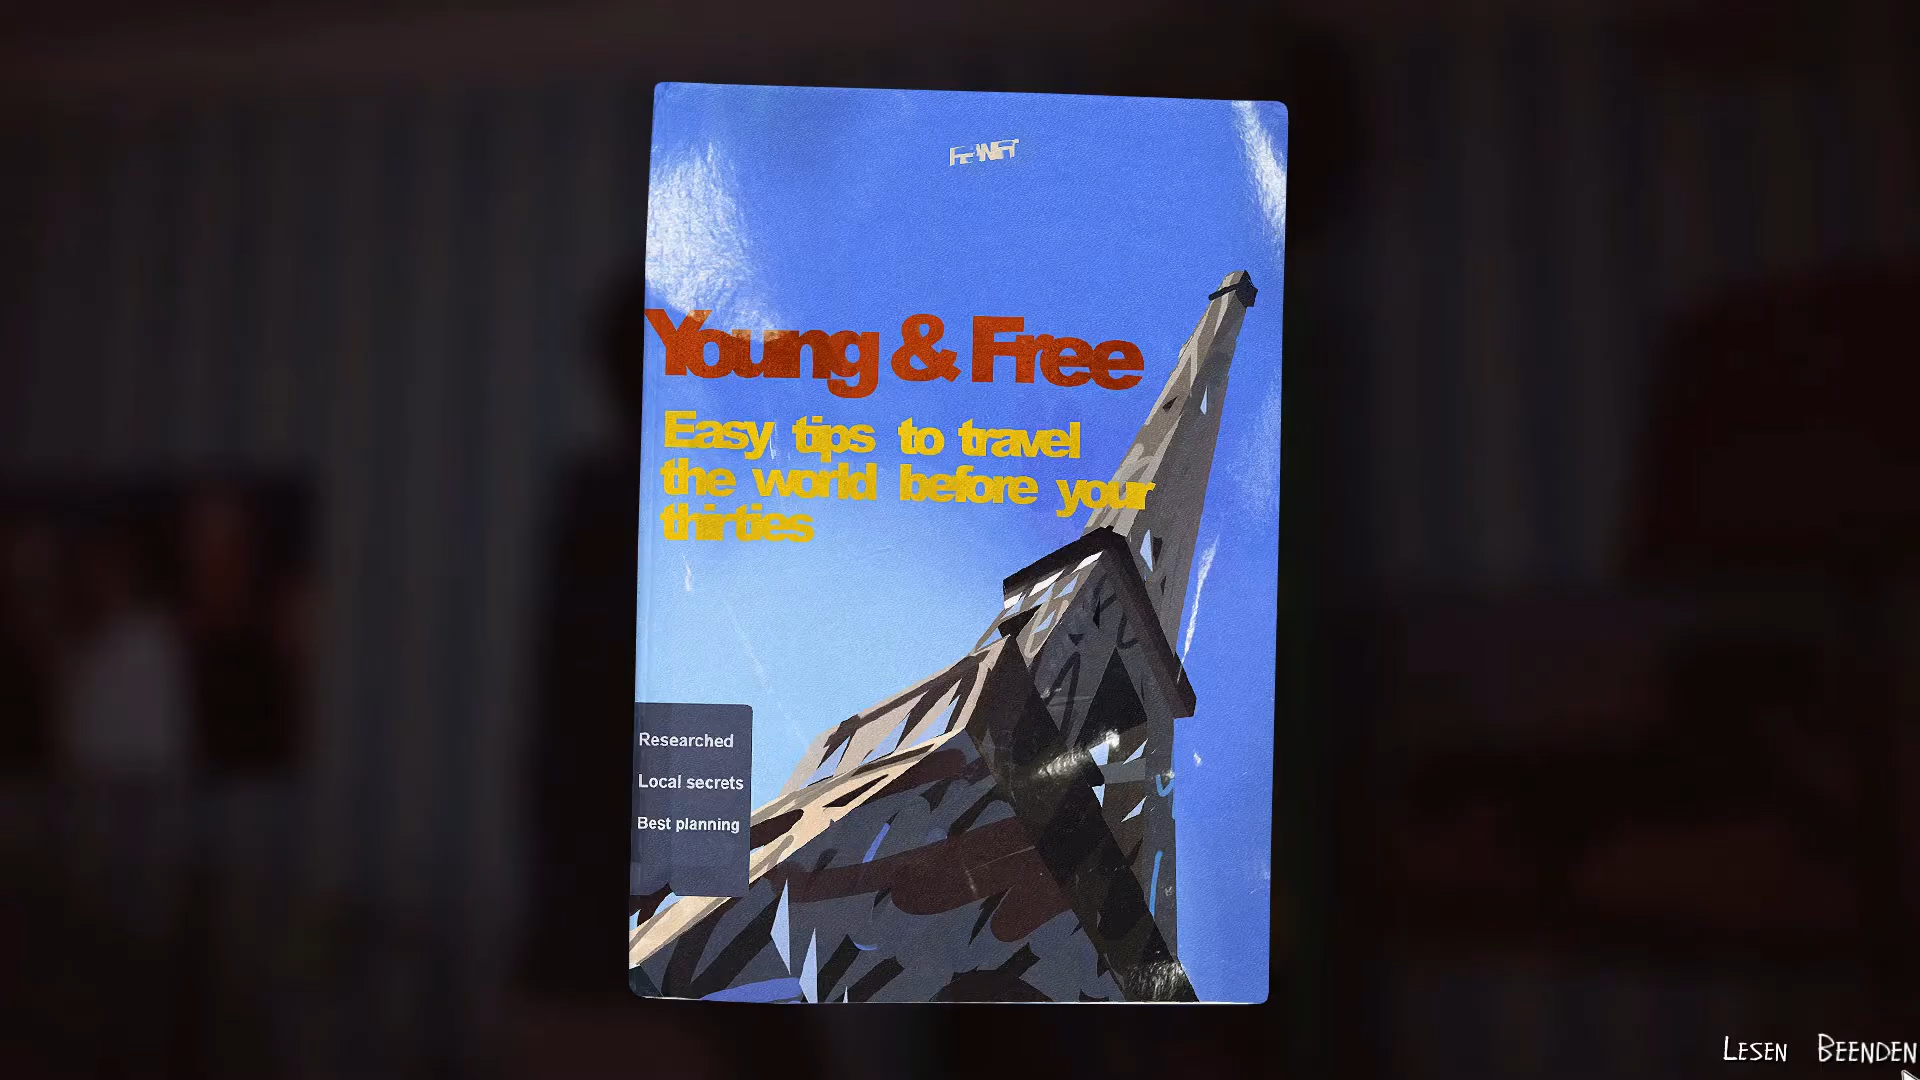 Young & Free
Easy tips to travel
the world before your
thirties
Researched
Local secrets
Best planning
LESEN BEENDEN